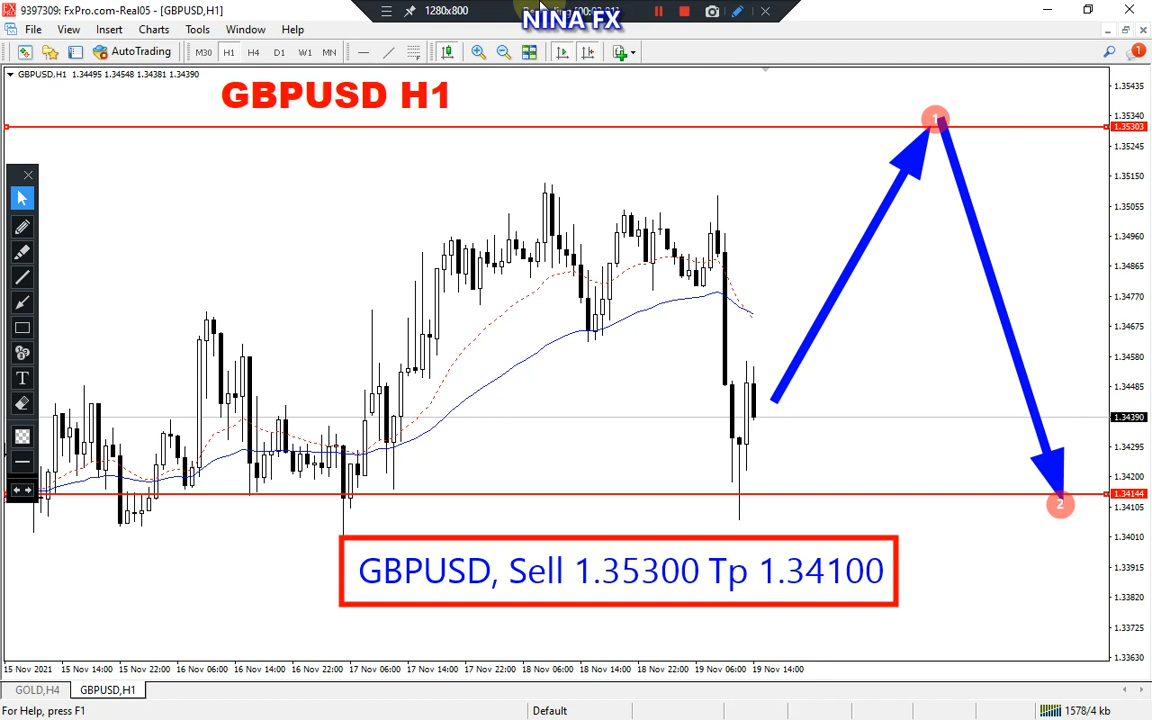 9397309: FxPro.com-Real05 - [GBPUSD,H1]
1280x800
NINA FX
File View Insert Charts Tools Window Help
AutoTrading M30 H1 H4 D1 W1 MN
1
GBPUSD,H1 1.34495 1.34548 1.34381 1.34390
GBPUSD H1
1.35435
1.35340
1.35303
1.35245
1.35150
1.35055
1.34960
1.34865
1.34770
1.34675
1.34580
1.34485
1.34390
1.34295
1.34200
1.34144
1.34105
1.34010
1.33915
1.33820
1.33725
1.33630
1
2
T
GBPUSD, Sell 1.35300 Tp 1.34100
15 Nov 2021 15 Nov 14:00 15 Nov 22:00 16 Nov 06:00 16 Nov 14:00 16 Nov 22:00 17 Nov 06:00 17 Nov 14:00 17 Nov 22:00 18 Nov 06:00 18 Nov 14:00 18 Nov 22:00 19 Nov 06:00 19 Nov 14:00
GOLD,H4 GBPUSD,H1
For Help, press F1 Default 1578/4 kb